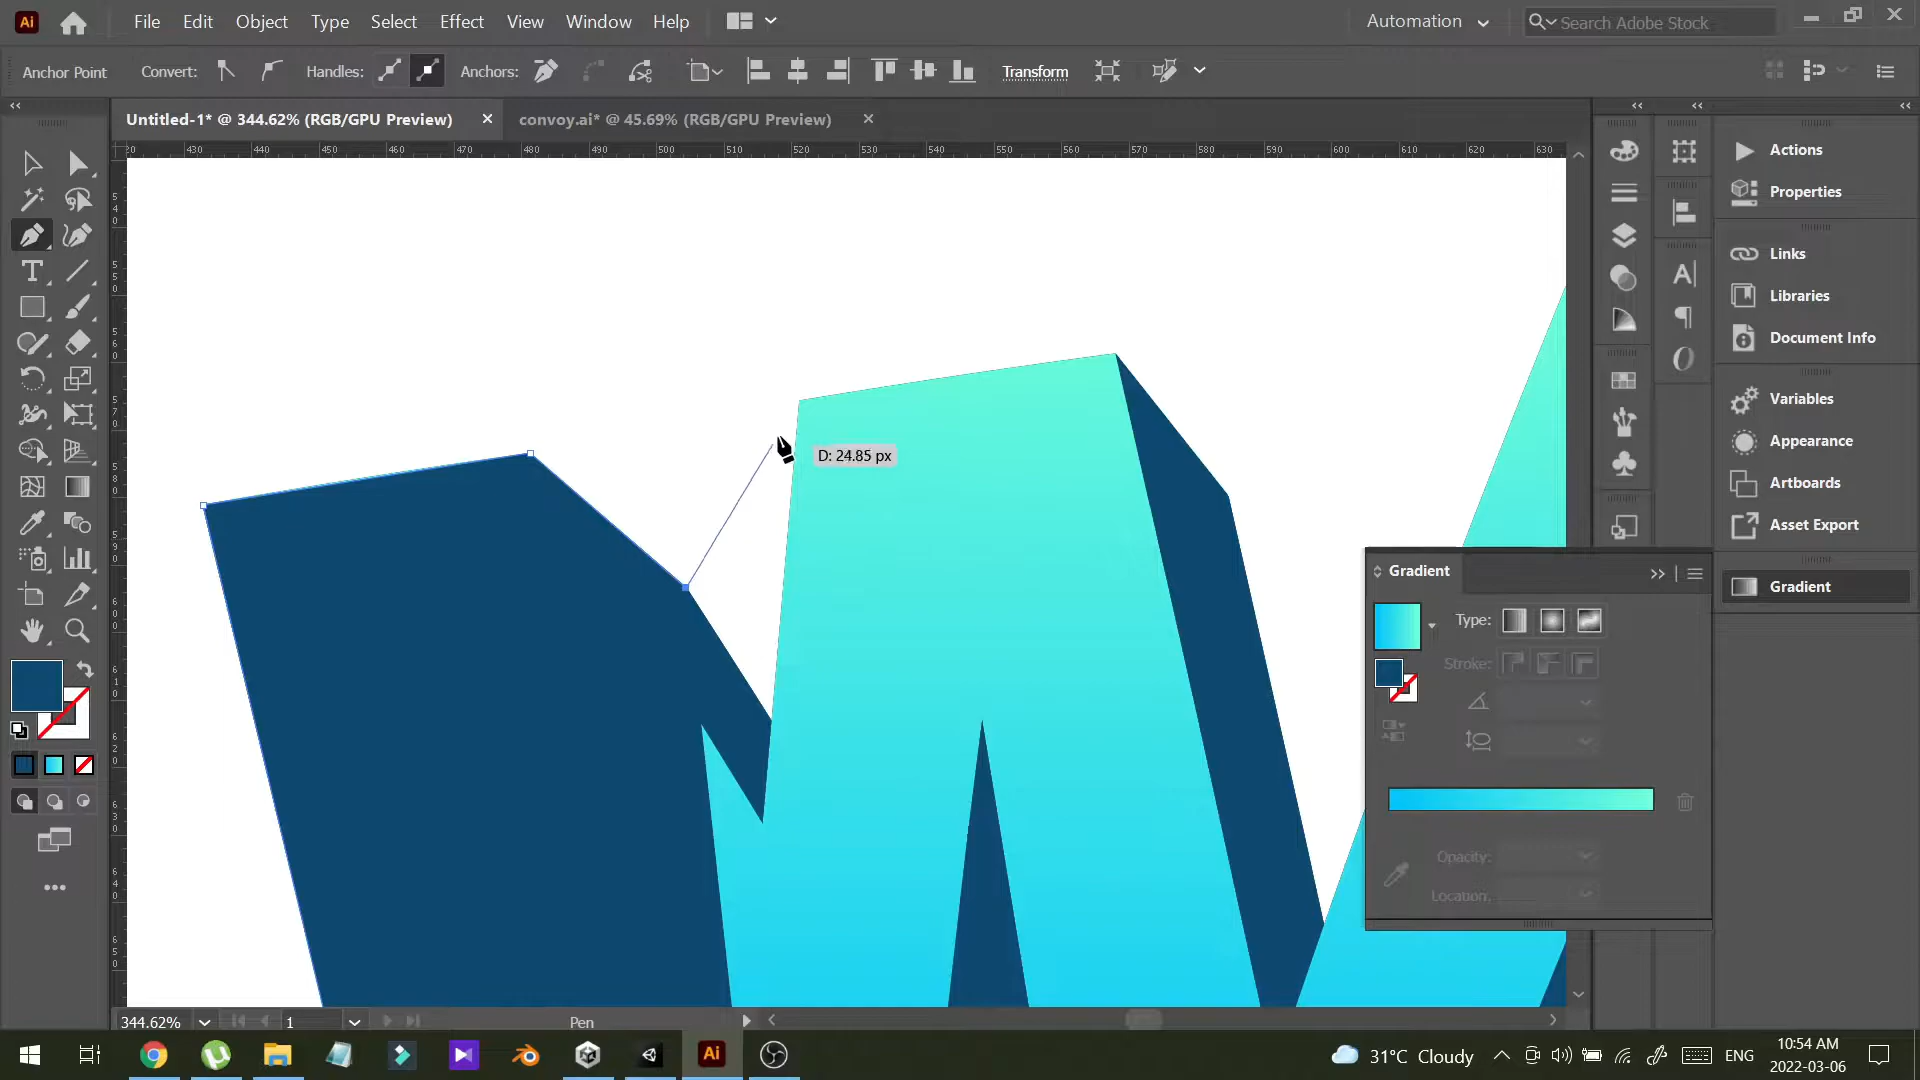 Ai File Edit Object Type Select Effect View Window Help Automation Search Adobe Stock
Anchor Point Convert: Handles: Anchors: Transform
Untitled-1* @ 344.62% (RGB/GPU Preview) convoy.ai* @ 45.69% (RGB/GPU Preview)
430 440 450 460 470 480 490 500 510 520 530 540 550 560 570 580 590 600 610 620 630
Actions
Properties
Links
Libraries
Document Info
Variables
Appearance
Artboards
Asset Export
Gradient
D: 24.85 px
Gradient
Type:
Stroke:
Opacity:
Location:
344.62% 1 Pen
Ai 31°C Cloudy ENG 10:54 AM
2022-03-06